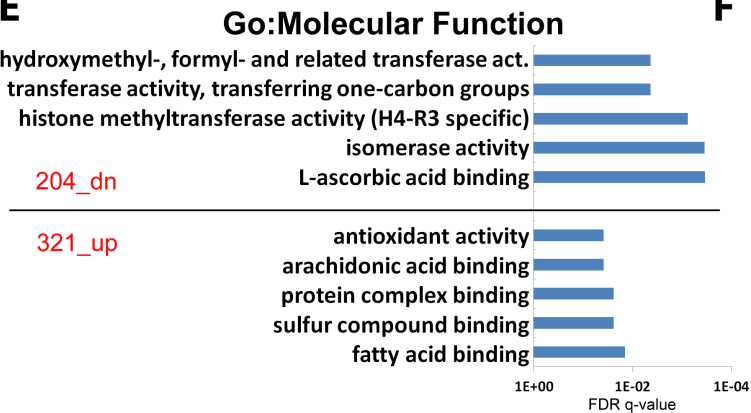 E
F
Go:Molecular Function
hydroxymethyl-, formyl- and related transferase act.
transferase activity, transferring one-carbon groups
histone methyltransferase activity (H4-R3 specific)
isomerase activity
204_dn
L-ascorbic acid binding
321_up
antioxidant activity
arachidonic acid binding
protein complex binding
sulfur compound binding
fatty acid binding
1E+00 1E-02 1E-04
FDR q-value